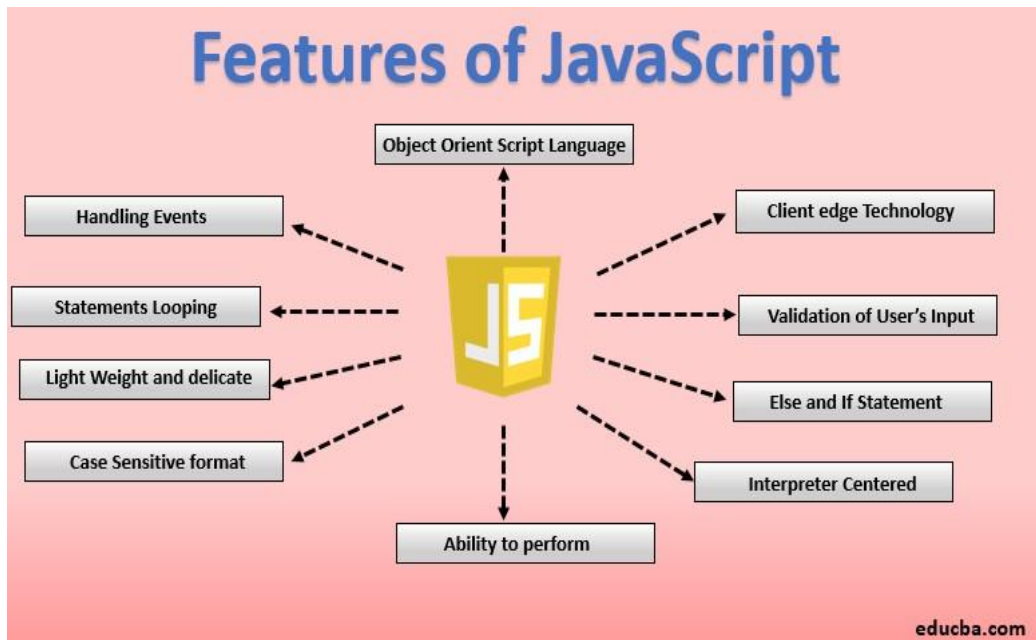 Features of JavaScript
Object Orient Script Language
Handling Events
Client edge Technology
Statements Looping
JS
Validation of User's Input
Light Weight and delicate
Else and If Statement
Case Sensitive format
Interpreter Centered
Ability to perform
educba.com